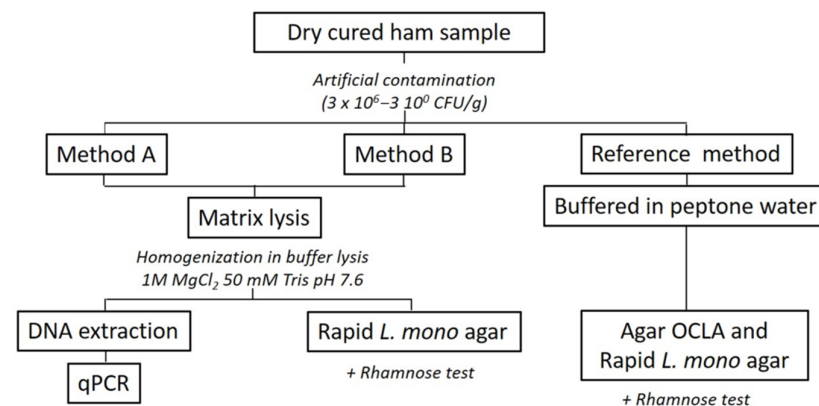 Dry cured ham sample
Artificial contamination
(3 x 10⁶–3 10⁰ CFU/g)
Method A
Method B
Reference method
Matrix lysis
Buffered in peptone water
Homogenization in buffer lysis
1M MgCl₂ 50 mM Tris pH 7.6
DNA extraction
Rapid L. mono agar
Agar OCLA and
Rapid L. mono agar
qPCR
+ Rhamnose test
+ Rhamnose test